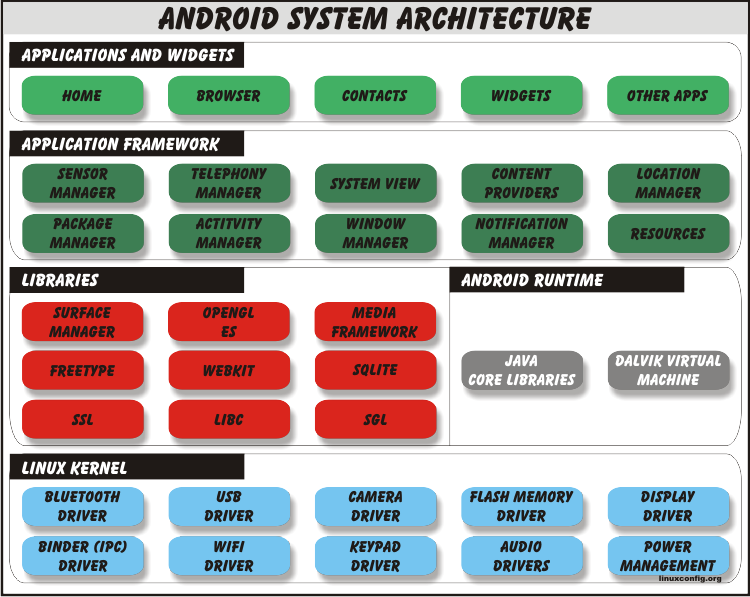 ANDROID SYSTEM ARCHITECTURE
APPLICATIONS AND WIDGETS
HOME
BROWSER
CONTACTS
WIDGETS
OTHER APPS
APPLICATION FRAMEWORK
SENSOR
MANAGER
TELEPHONY
MANAGER
SYSTEM VIEW
CONTENT
PROVIDERS
LOCATION
MANAGER
PACKAGE
MANAGER
ACTITVITY
MANAGER
WINDOW
MANAGER
NOTIFICATION
MANAGER
RESOURCES
LIBRARIES
SURFACE
MANAGER
OPENGL
ES
MEDIA
FRAMEWORK
FREETYPE
WEBKIT
SQLITE
SSL
LIBC
SGL
ANDROID RUNTIME
JAVA
CORE LIBRARIES
DALVIK VIRTUAL
MACHINE
LINUX KERNEL
BLUETOOTH
DRIVER
USB
DRIVER
CAMERA
DRIVER
FLASH MEMORY
DRIVER
DISPLAY
DRIVER
BINDER (IPC)
DRIVER
WIFI
DRIVER
KEYPAD
DRIVER
AUDIO
DRIVERS
POWER
MANAGEMENT
linuxconfig.org